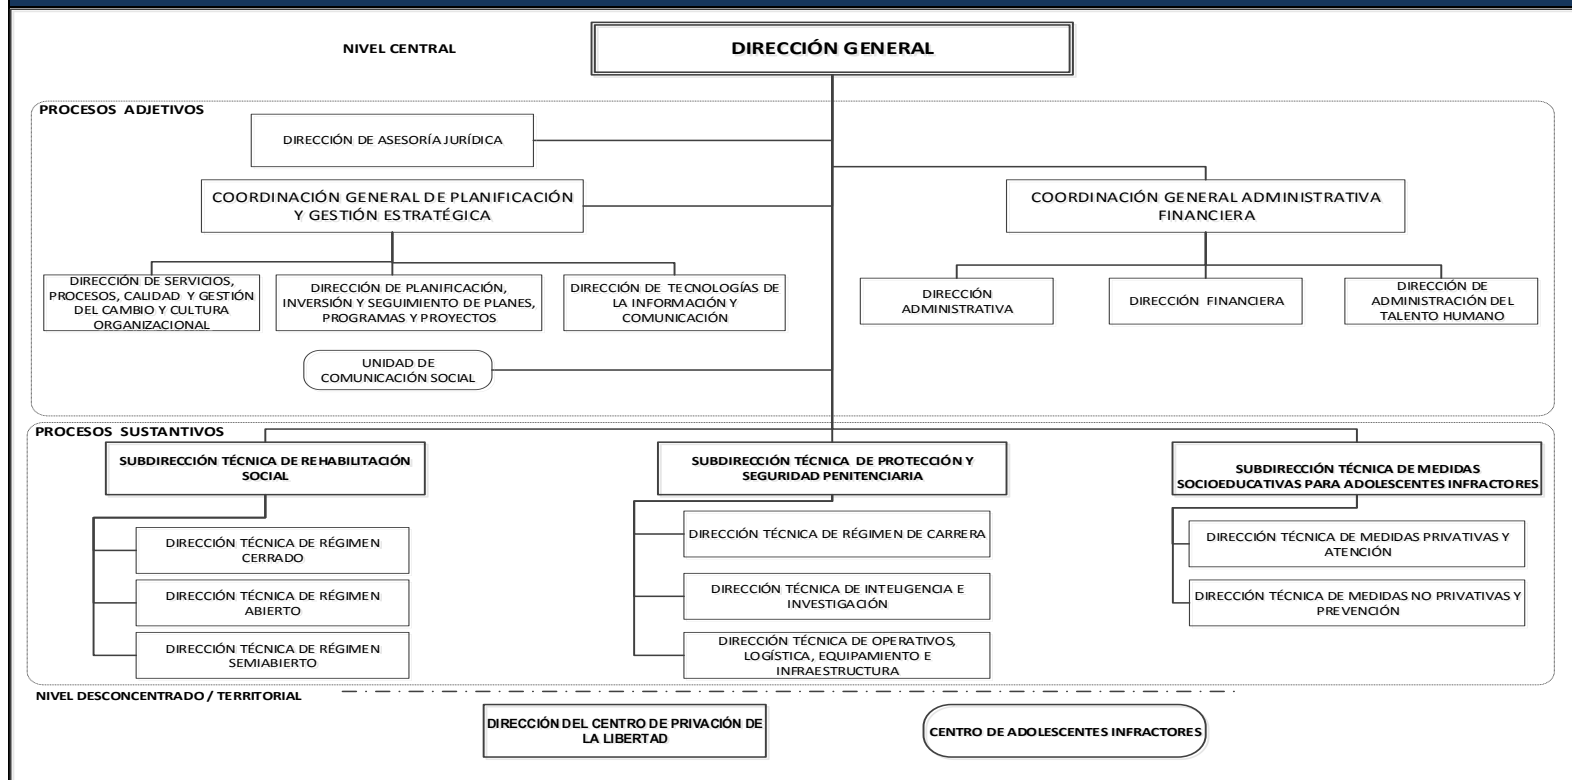 NIVEL CENTRAL
DIRECCIÓN GENERAL
PROCESOS ADJETIVOS
DIRECCIÓN DE ASESORÍA JURÍDICA
COORDINACIÓN GENERAL DE PLANIFICACIÓN
Y GESTIÓN ESTRATÉGICA
COORDINACIÓN GENERAL ADMINISTRATIVA
FINANCIERA
DIRECCIÓN DE SERVICIOS,
PROCESOS, CALIDAD Y GESTIÓN
DEL CAMBIO Y CULTURA
ORGANIZACIONAL
DIRECCIÓN DE PLANIFICACIÓN,
INVERSIÓN Y SEGUIMIENTO DE PLANES,
PROGRAMAS Y PROYECTOS
DIRECCIÓN DE TECNOLOGÍAS DE
LA INFORMACIÓN Y
COMUNICACIÓN
DIRECCIÓN
ADMINISTRATIVA
DIRECCIÓN FINANCIERA
DIRECCIÓN DE
ADMINISTRACIÓN DEL
TALENTO HUMANO
UNIDAD DE
COMUNICACIÓN SOCIAL
PROCESOS SUSTANTIVOS
SUBDIRECCIÓN TÉCNICA DE REHABILITACIÓN
SOCIAL
DIRECCIÓN TÉCNICA DE RÉGIMEN
CERRADO
DIRECCIÓN TÉCNICA DE RÉGIMEN
ABIERTO
DIRECCIÓN TÉCNICA DE RÉGIMEN
SEMIABIERTO
SUBDIRECCIÓN TÉCNICA DE PROTECCIÓN Y
SEGURIDAD PENITENCIARIA
DIRECCIÓN TÉCNICA DE RÉGIMEN DE CARRERA
DIRECCIÓN TÉCNICA DE INTELIGENCIA E
INVESTIGACIÓN
DIRECCIÓN TÉCNICA DE OPERATIVOS,
LOGÍSTICA, EQUIPAMIENTO E
INFRAESTRUCTURA
SUBDIRECCIÓN TÉCNICA DE MEDIDAS
SOCIOEDUCATIVAS PARA ADOLESCENTES INFRACTORES
DIRECCIÓN TÉCNICA DE MEDIDAS PRIVATIVAS Y
ATENCIÓN
DIRECCIÓN TÉCNICA DE MEDIDAS NO PRIVATIVAS Y
PREVENCIÓN
NIVEL DESCONCENTRADO / TERRITORIAL
DIRECCIÓN DEL CENTRO DE PRIVACIÓN DE
LA LIBERTAD
CENTRO DE ADOLESCENTES INFRACTORES